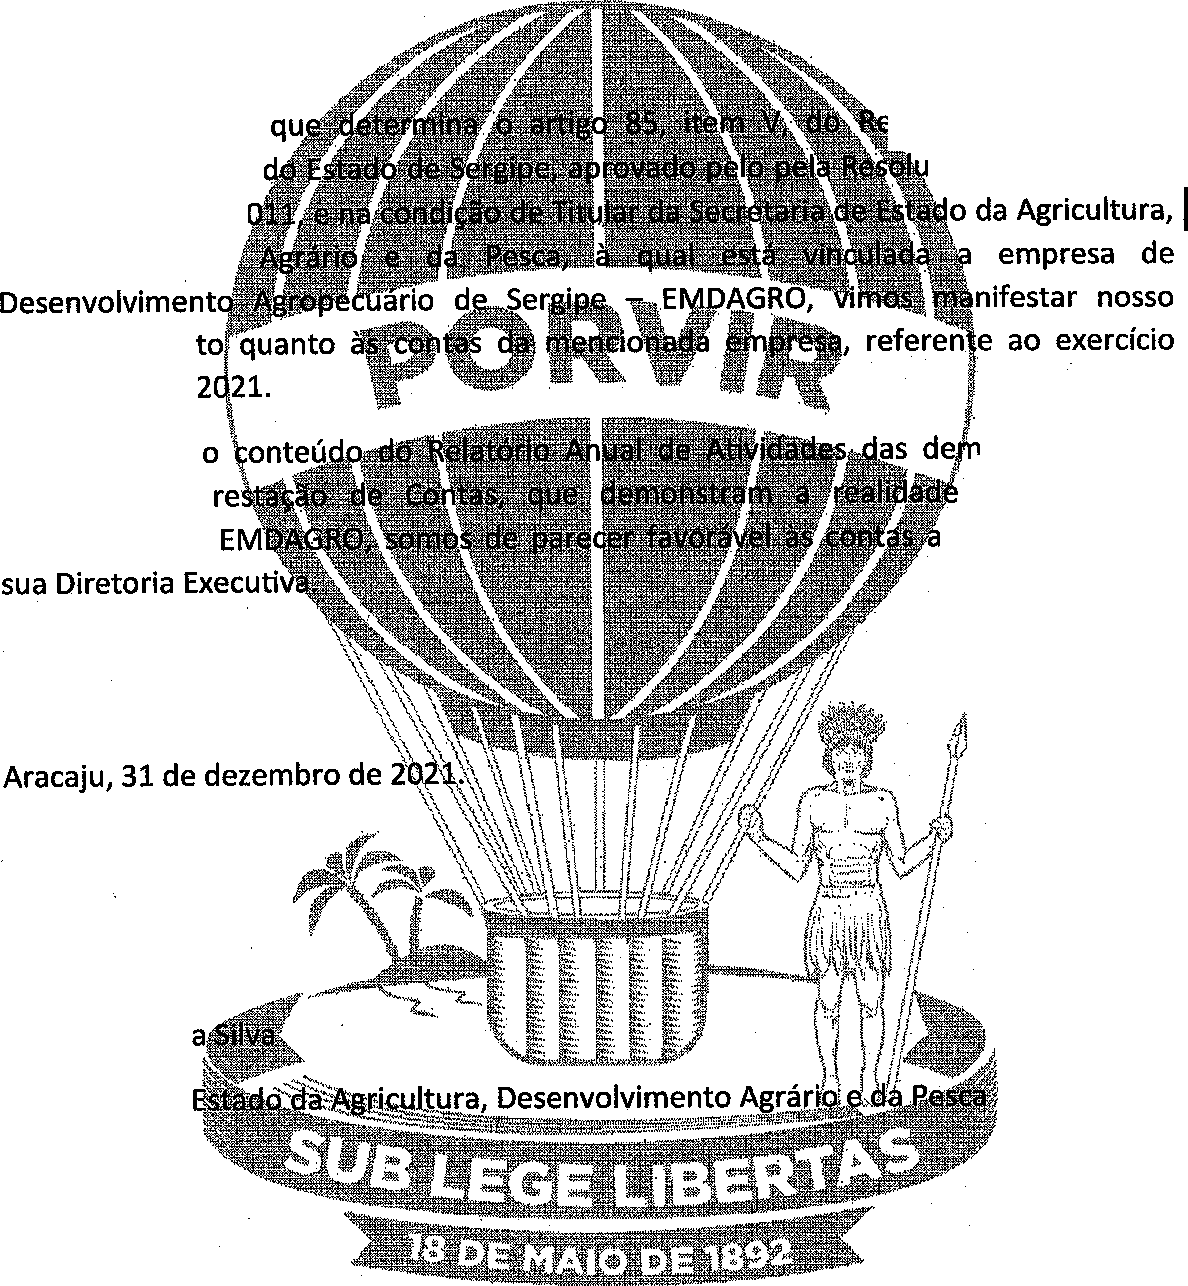 que determina o artigo 85, item V, do Re
do Estado de Sergipe, aprovado pelo pela Resolu
011, e na condição de Titular da Secretaria de Estado da Agricultura,
Agrário e da Pesca, à qual está vinculada a empresa de
Desenvolvimento Agropecuário de Sergipe – EMDAGRO, vimos manifestar nosso
to quanto às contas da mencionada empresa, referente ao exercício
2021.
o conteúdo do Relatório Anual de Atividades das dem
restação de Contas, que demonstram a realidade
EMDAGRO, somos de parecer favorável às contas a
sua Diretoria Executiva
Aracaju, 31 de dezembro de 2021.
a Silva
Estado da Agricultura, Desenvolvimento Agrário e da Pesca
PORVIR
SUB LEGE LIBERTAS
18 DE MAIO DE 1892